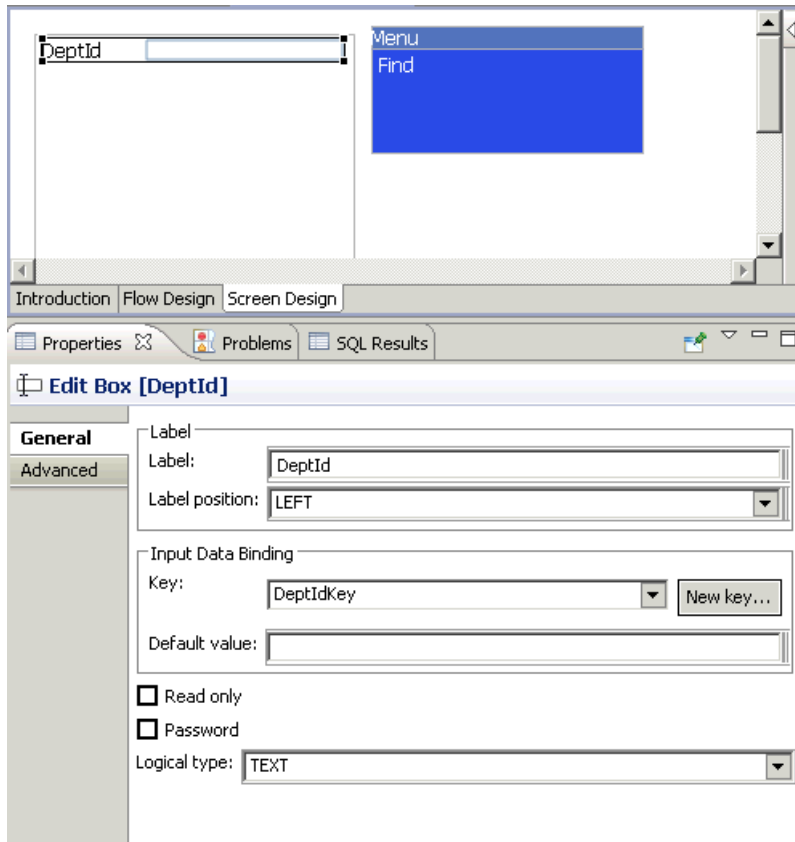 DeptId
Menu
Find
Introduction Flow Design Screen Design
Properties Problems SQL Results
Edit Box [DeptId]
General
Advanced
Label
Label: DeptId
Label position: LEFT
Input Data Binding
Key: DeptIdKey New key...
Default value:
Read only
Password
Logical type: TEXT